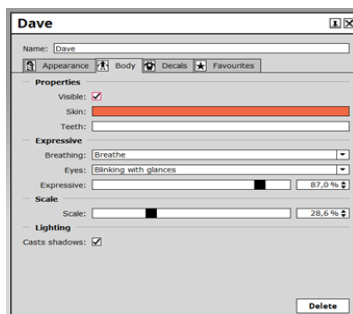 Dave
Name: Dave
Appearance Body Decals Favourites
Properties
Visible:
Skin:
Teeth:
Expressive
Breathing: Breathe
Eyes: Blinking with glances
Expressive: 87,0 %
Scale
Scale: 28,6 %
Lighting
Casts shadows:
Delete